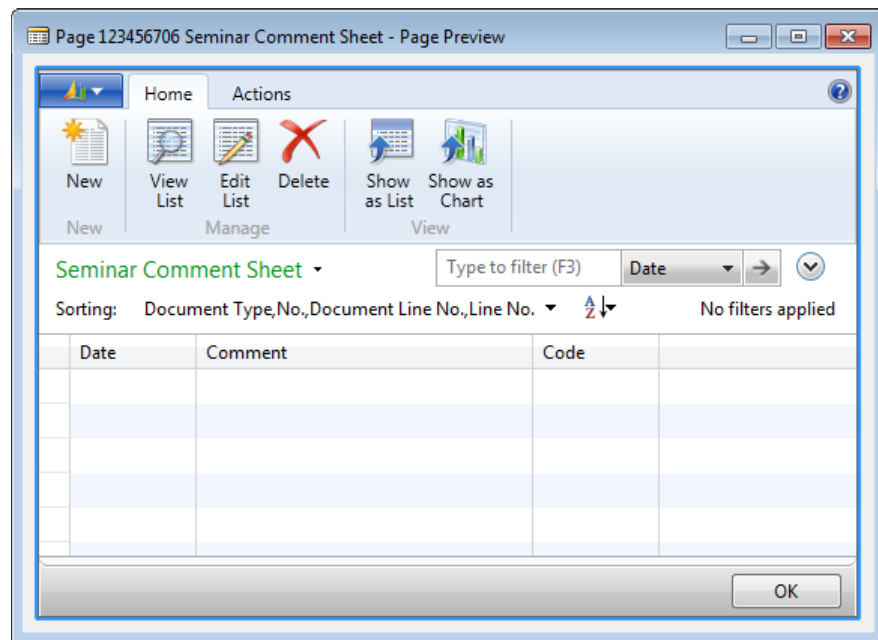 Page 123456706 Seminar Comment Sheet - Page Preview
Home Actions
New View List Edit List Delete Show as List Show as Chart
New Manage View
Seminar Comment Sheet Type to filter (F3) Date
Sorting: Document Type,No.,Document Line No.,Line No. AZ No filters applied
Date Comment Code
OK